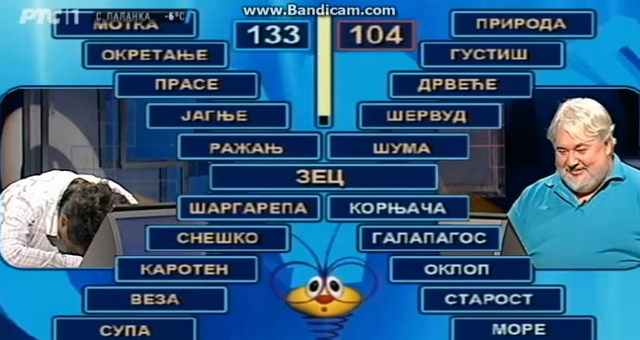 www.Bandicam.com
РТС 1 С. ПАЛАНКА -6°C
МОТКА
ОКРЕТАЊЕ
ПРАСЕ
ЈАГЊЕ
РАЖАЊ
133
104
ПРИРОДА
ГУСТИШ
ДРВЕЋЕ
ШЕРВУД
ШУМА
ЗЕЦ
ШАРГАРЕПА
СНЕШКО
КАРОТЕН
ВЕЗА
СУПА
КОРЊАЧА
ГАЛАПАГОС
ОКЛОП
СТАРОСТ
МОРЕ